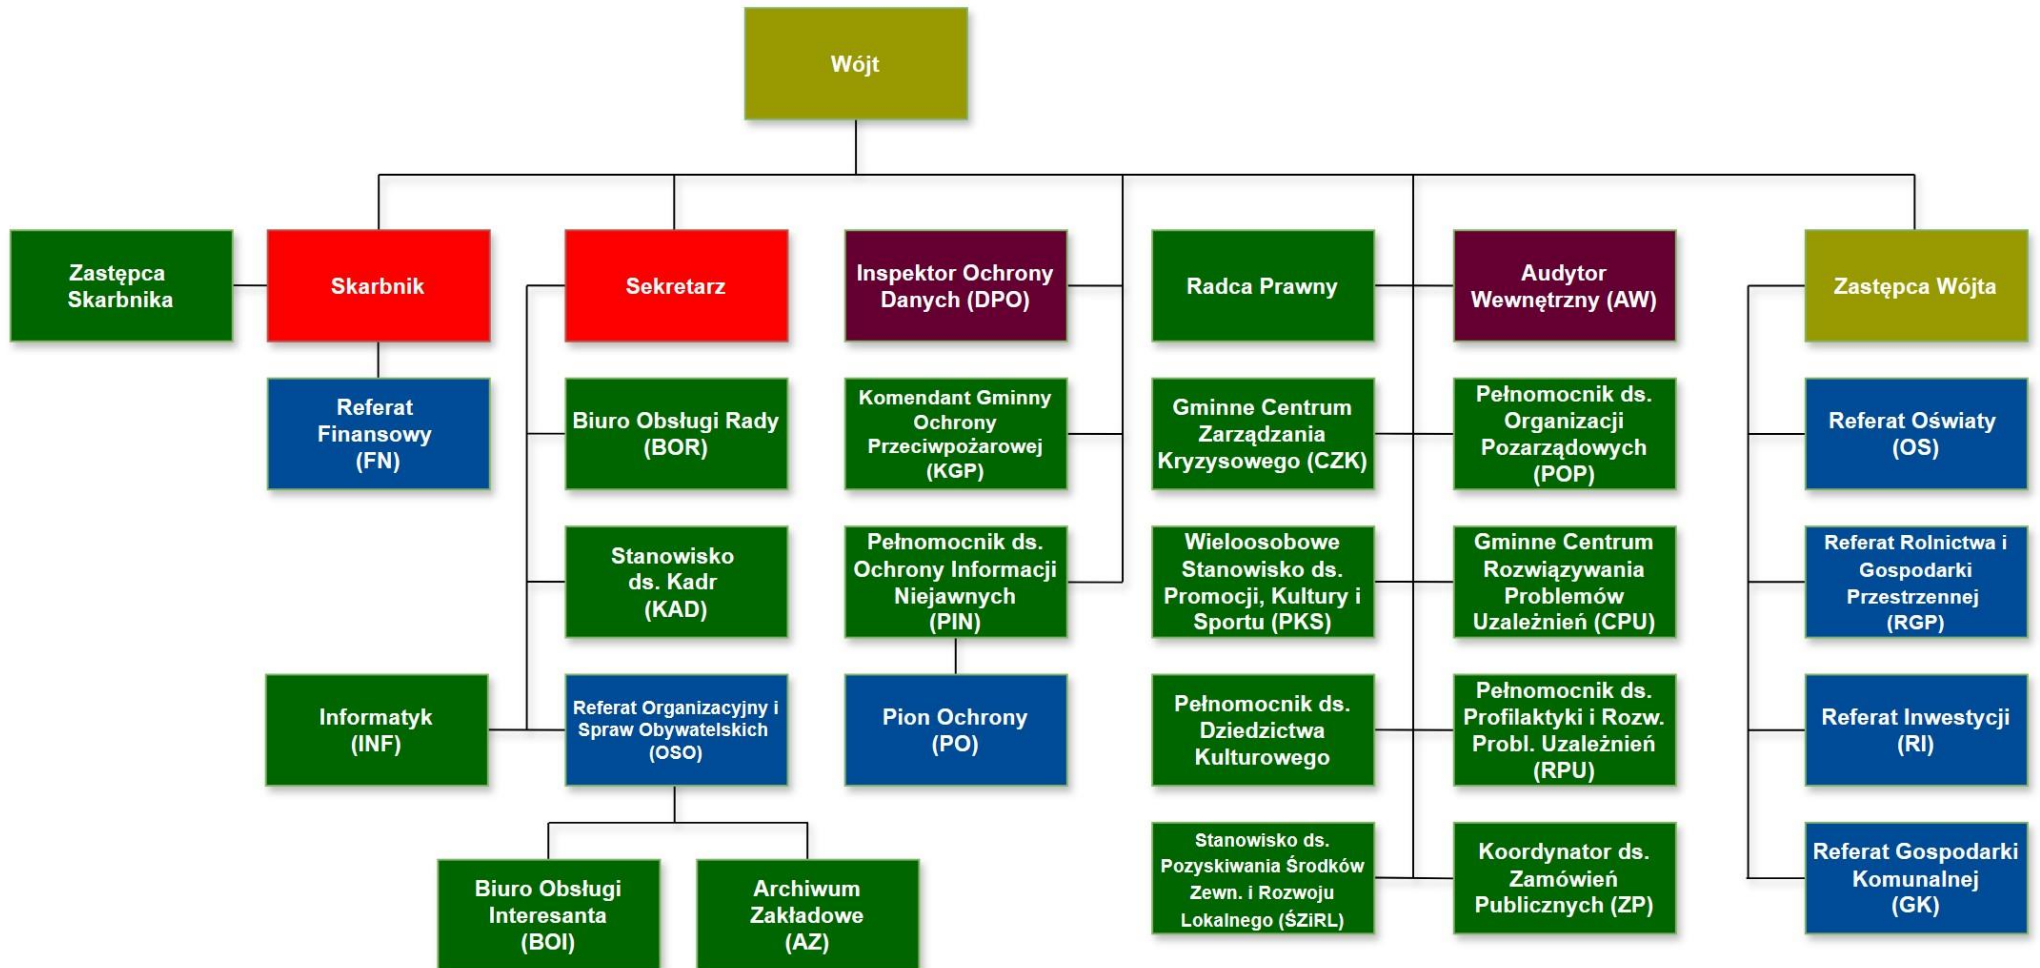 Wójt
Zastępca
Skarbnika
Skarbnik
Sekretarz
Inspektor Ochrony
Danych (DPO)
Radca Prawny
Audytor
Wewnętrzny (AW)
Zastępca Wójta
Referat
Finansowy
(FN)
Biuro Obsługi Rady
(BOR)
Komendant Gminny
Ochrony
Przeciwpożarowej
(KGP)
Gminne Centrum
Zarządzania
Kryzysowego (CZK)
Pełnomocnik ds.
Organizacji
Pozarządowych
(POP)
Referat Oświaty
(OS)
Stanowisko
ds. Kadr
(KAD)
Pełnomocnik ds.
Ochrony Informacji
Niejawnych
(PIN)
Wieloosobowe
Stanowisko ds.
Promocji, Kultury i
Sportu (PKS)
Gminne Centrum
Rozwiązywania
Problemów
Uzależnień (CPU)
Referat Rolnictwa i
Gospodarki
Przestrzennej
(RGP)
Informatyk
(INF)
Referat Organizacyjny i
Spraw Obywatelskich
(OSO)
Pion Ochrony
(PO)
Pełnomocnik ds.
Dziedzictwa
Kulturowego
Pełnomocnik ds.
Profilaktyki i Rozw.
Probl. Uzależnień
(RPU)
Referat Inwestycji
(RI)
Biuro Obsługi
Interesanta
(BOI)
Archiwum
Zakładowe
(AZ)
Stanowisko ds.
Pozyskiwania Środków
Zewn. i Rozwoju
Lokalnego (ŚZiRL)
Koordynator ds.
Zamówień
Publicznych (ZP)
Referat Gospodarki
Komunalnej
(GK)